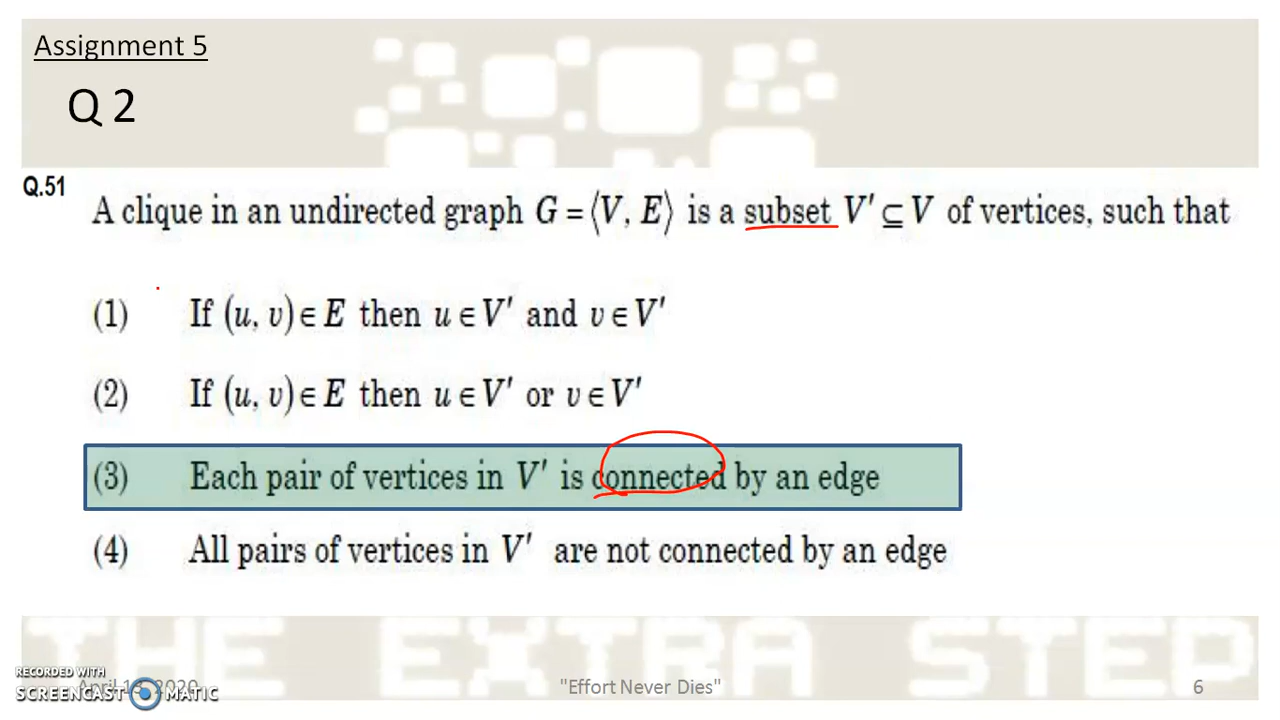 Assignment 5
Q 2
Q.51
A clique in an undirected graph G = ⟨V, E⟩ is a subset V′ ⊆ V of vertices, such that
(1) If (u, v) ∈ E then u ∈ V′ and v ∈ V′
(2) If (u, v) ∈ E then u ∈ V′ or v ∈ V′
(3) Each pair of vertices in V′ is connected by an edge
(4) All pairs of vertices in V′ are not connected by an edge
THE EXTRA STEP
RECORDED WITH
SCREENCAST MATIC
2020
"Effort Never Dies"
6